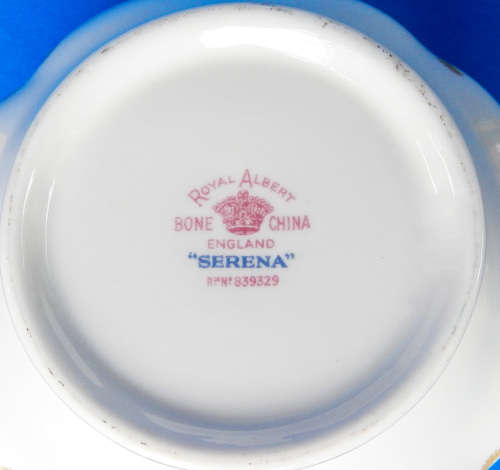 ROYAL ALBERT
BONE CHINA
ENGLAND
"SERENA"
Rᵈ Nº 839329